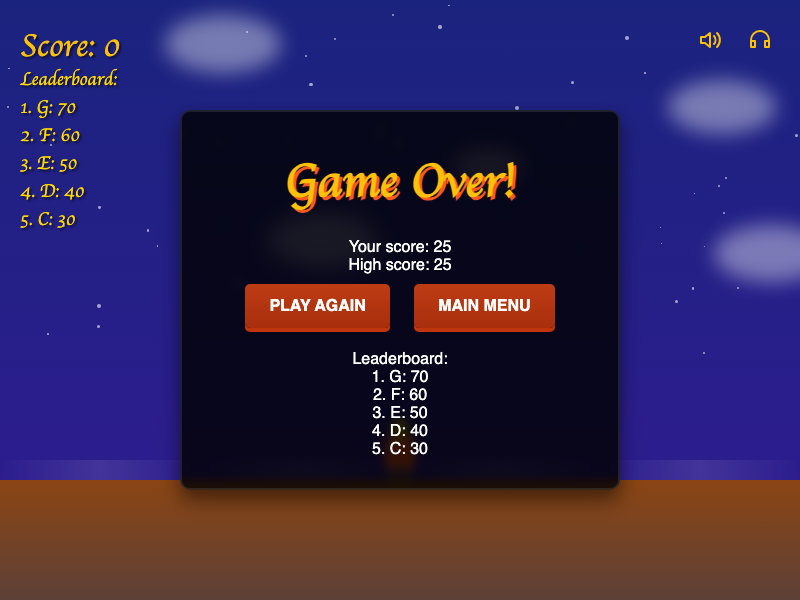 Score: 0
Leaderboard:
1. G: 70
2. F: 60
3. E: 50
4. D: 40
5. C: 30
Game Over!
Your score: 25
High score: 25
PLAY AGAIN
MAIN MENU
Leaderboard:
1. G: 70
2. F: 60
3. E: 50
4. D: 40
5. C: 30